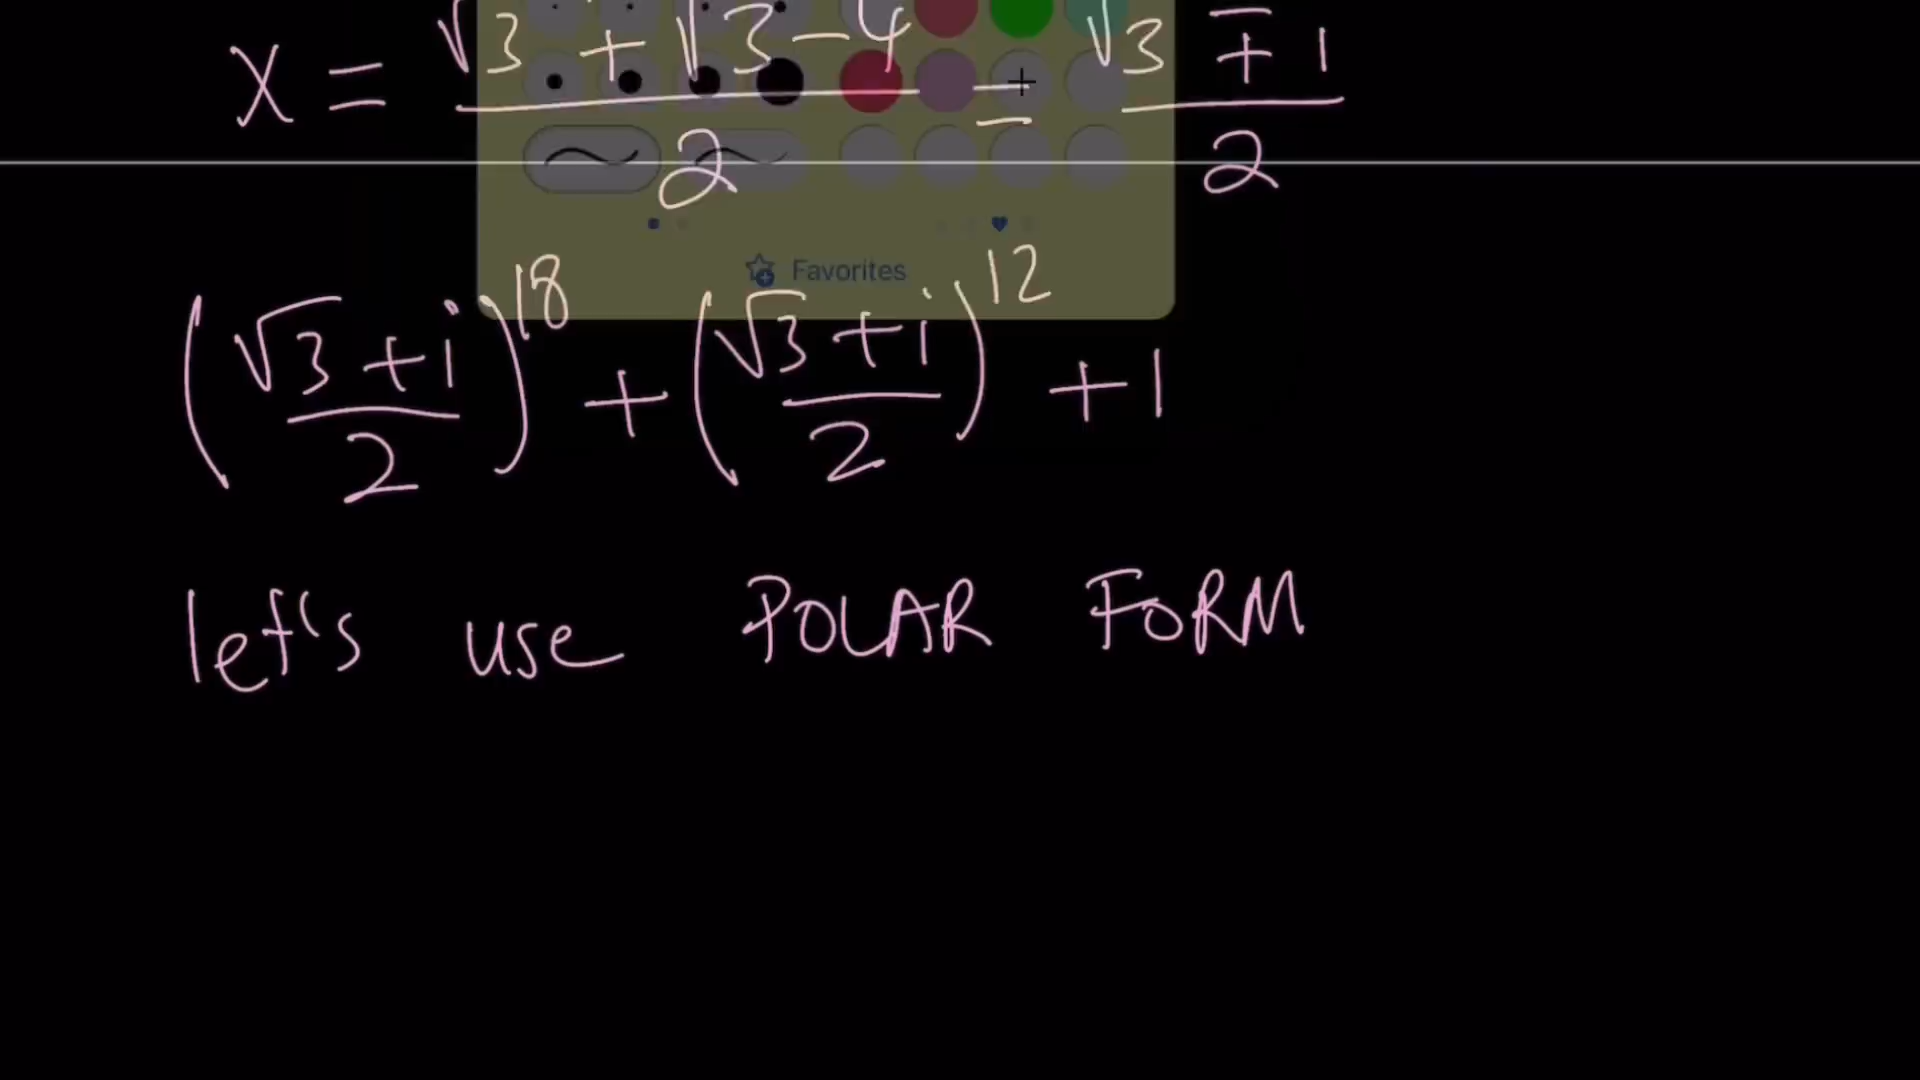 x = (√3 ± √3-4)/2 = (√3 ∓ i)/2
Favorites
((√3 + i)/2)^18 + ((√3 + i)/2)^12 + 1
let's use POLAR FORM